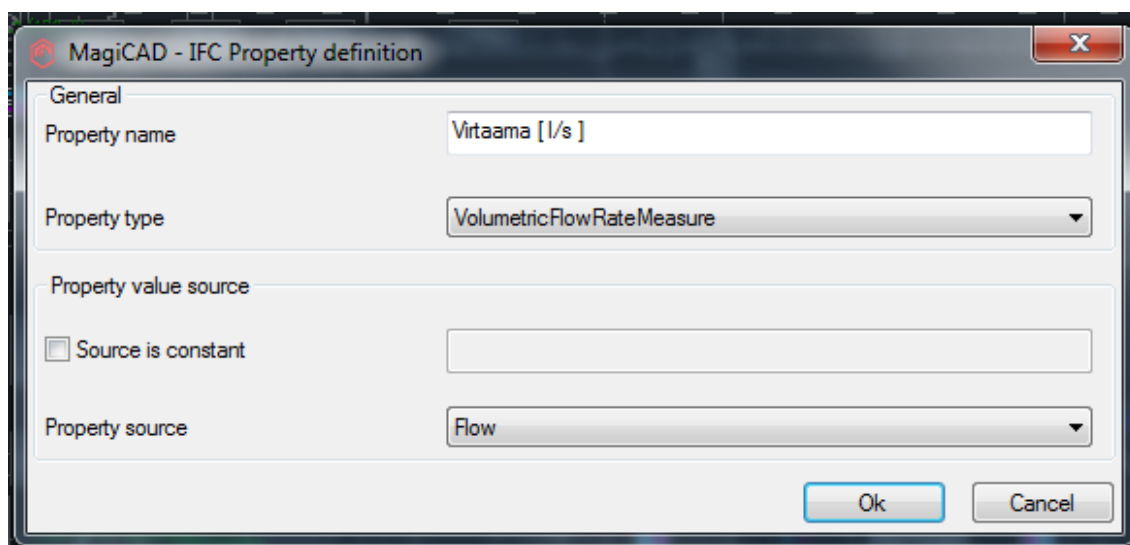 MagiCAD - IFC Property definition
General
Property name
Virtaama [ l/s ]
Property type
VolumetricFlowRateMeasure
Property value source
Source is constant
Property source
Flow
Ok
Cancel